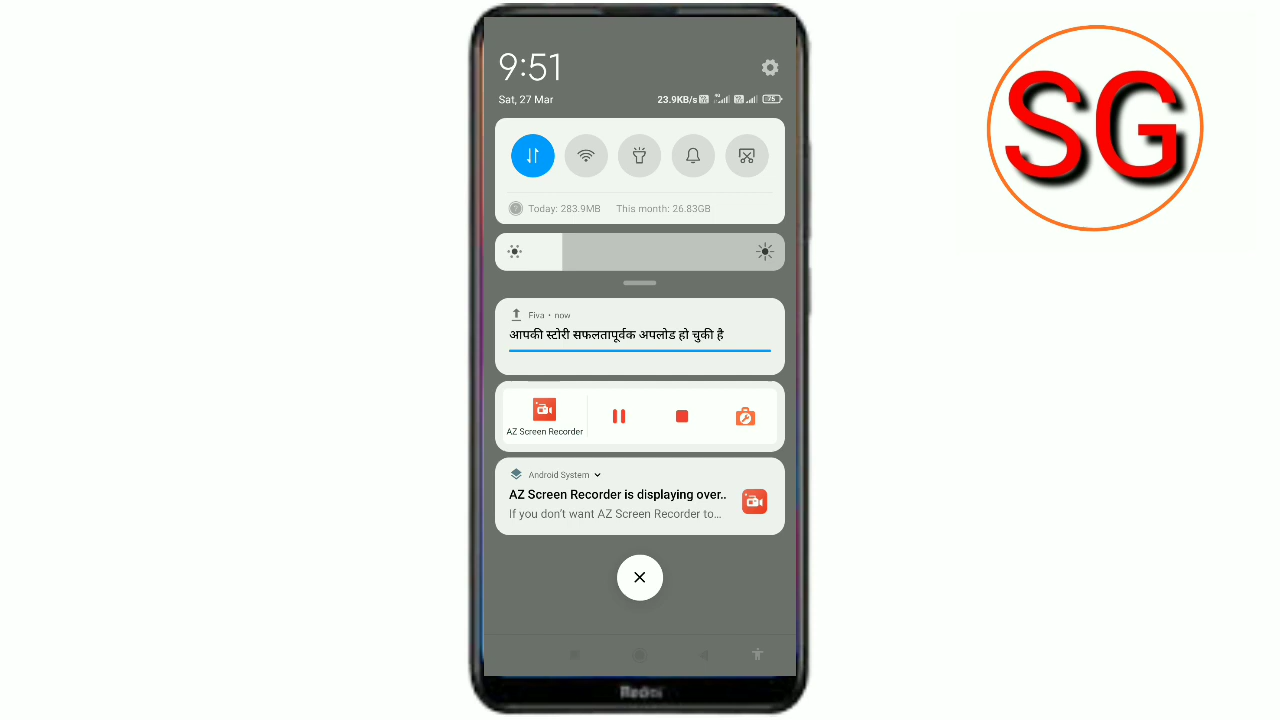 SG
9:51
Sat, 27 Mar
23.9KB/s
75
Today: 283.9MB This month: 26.83GB
Fiva • now
आपकी स्टोरी सफलतापूर्वक अपलोड हो चुकी है
AZ Screen Recorder
Android System
AZ Screen Recorder is displaying over..
If you don't want AZ Screen Recorder to...
Redmi